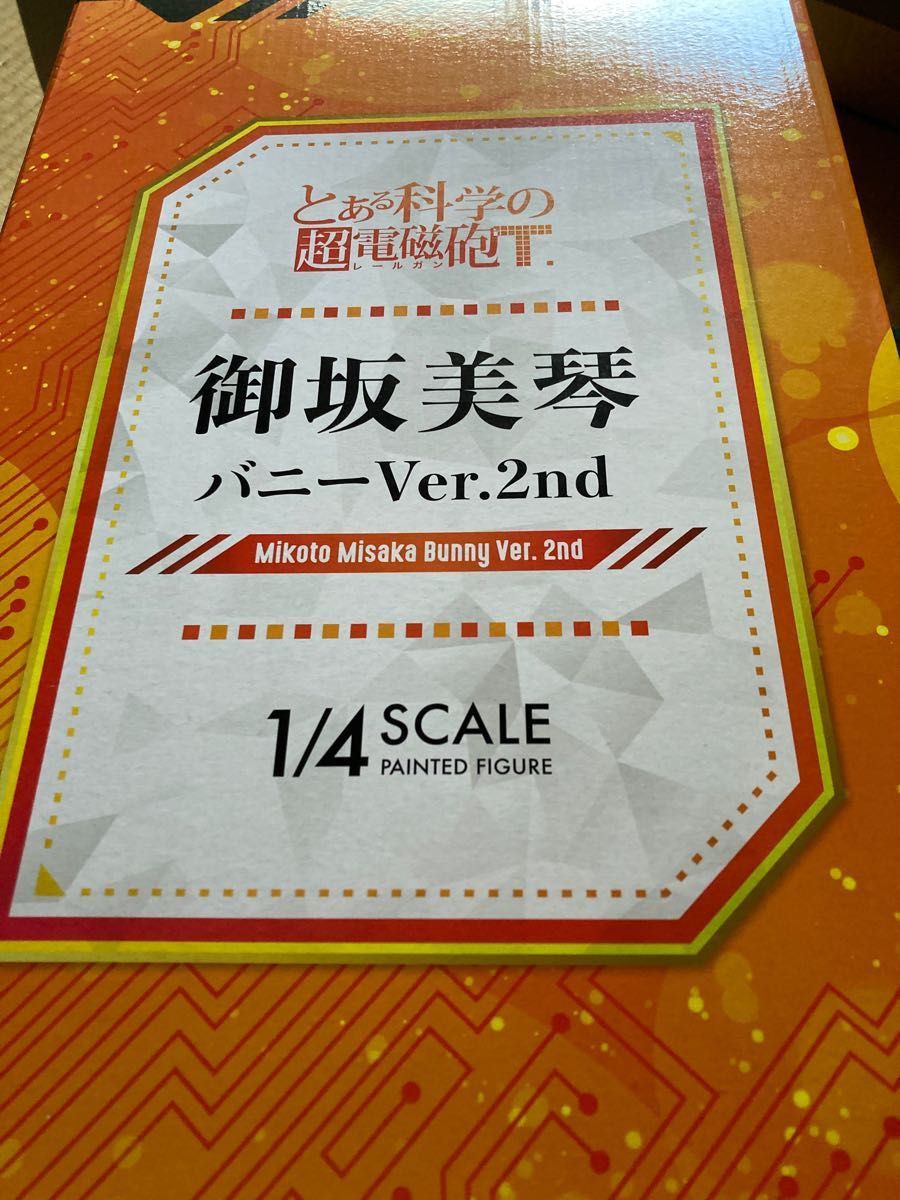 とある科学の
超電磁砲T.
レールガン
御坂美琴
バニーVer.2nd
Mikoto Misaka Bunny Ver. 2nd
1/4 SCALE
PAINTED FIGURE